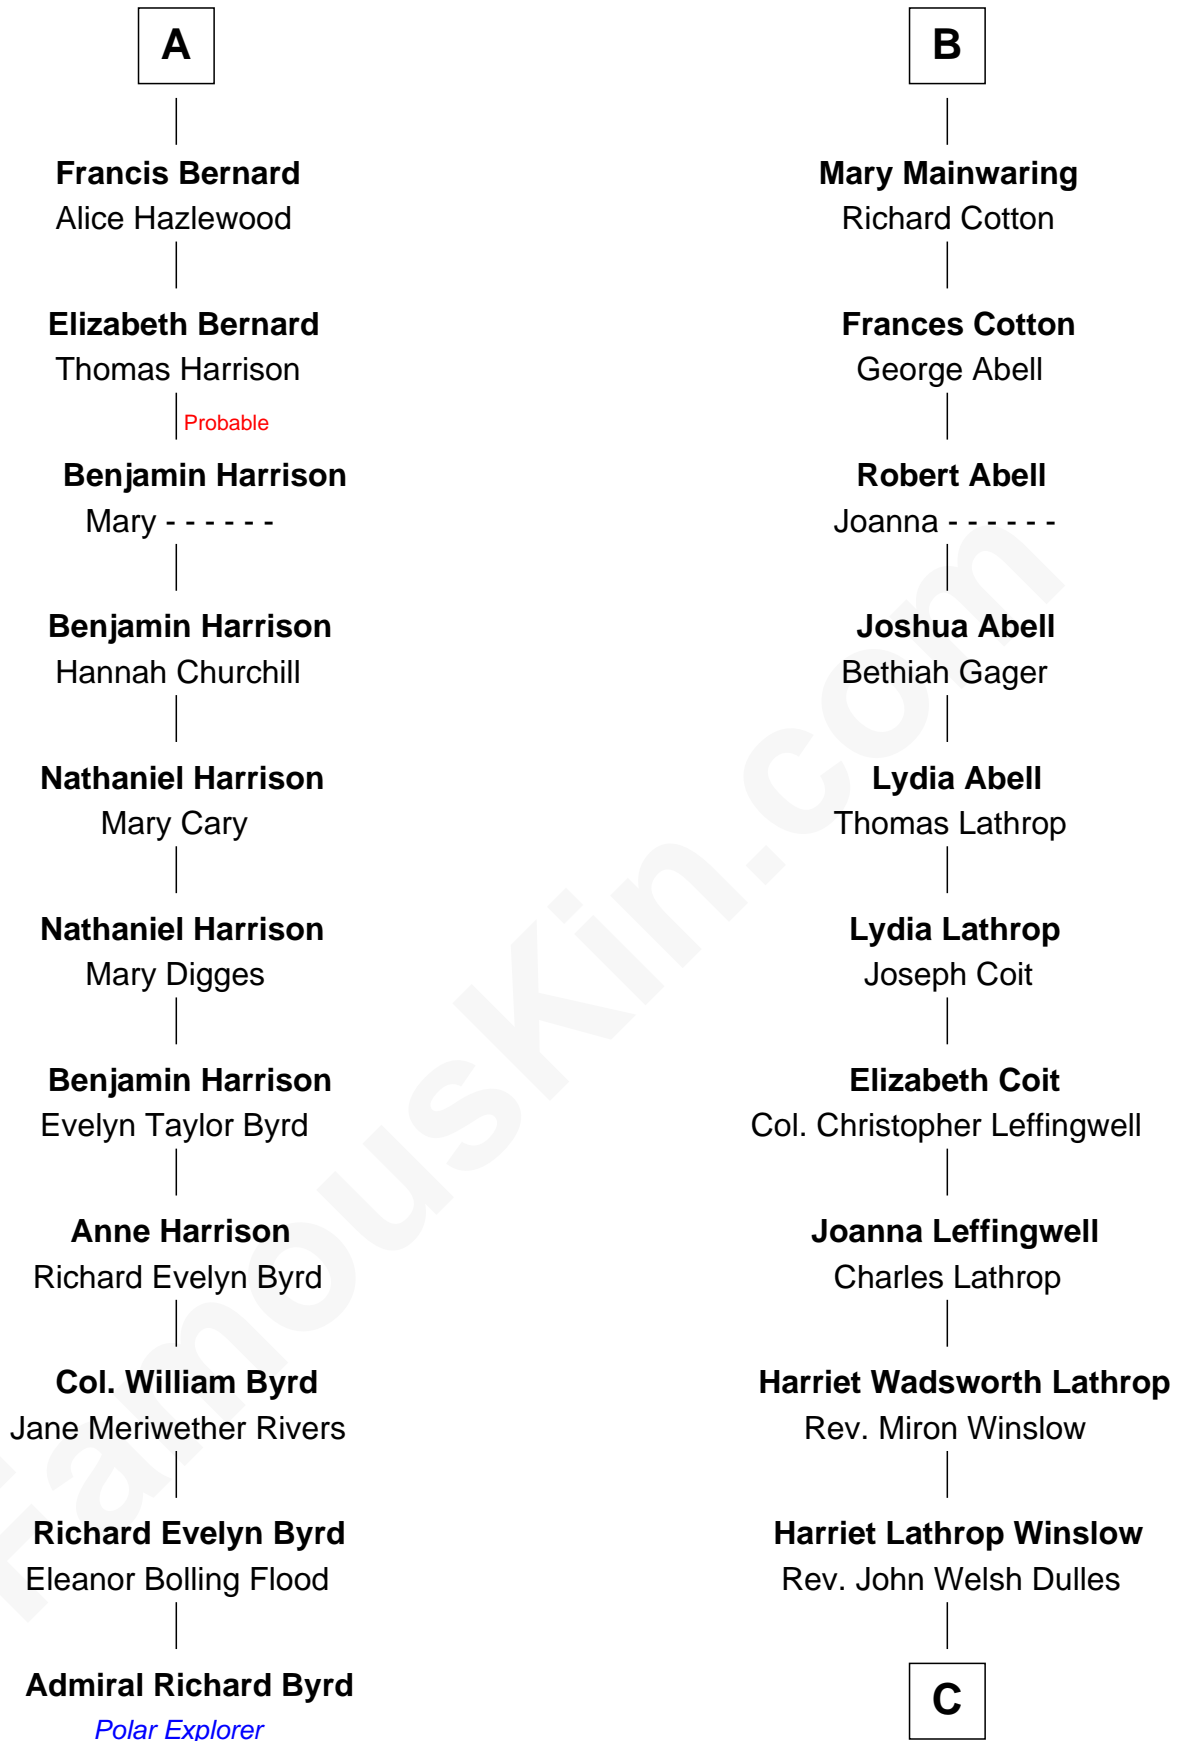 A
Francis Bernard
Alice Hazlewood
Elizabeth Bernard
Thomas Harrison
Probable
Benjamin Harrison
Mary - - - - - -
Benjamin Harrison
Hannah Churchill
Nathaniel Harrison
Mary Cary
Nathaniel Harrison
Mary Digges
Benjamin Harrison
Evelyn Taylor Byrd
Anne Harrison
Richard Evelyn Byrd
Col. William Byrd
Jane Meriwether Rivers
Richard Evelyn Byrd
Eleanor Bolling Flood
Admiral Richard Byrd
Polar Explorer
B
Mary Mainwaring
Richard Cotton
Frances Cotton
George Abell
Robert Abell
Joanna - - - - - -
Joshua Abell
Bethiah Gager
Lydia Abell
Thomas Lathrop
Lydia Lathrop
Joseph Coit
Elizabeth Coit
Col. Christopher Leffingwell
Joanna Leffingwell
Charles Lathrop
Harriet Wadsworth Lathrop
Rev. Miron Winslow
Harriet Lathrop Winslow
Rev. John Welsh Dulles
C
FamousKin.com